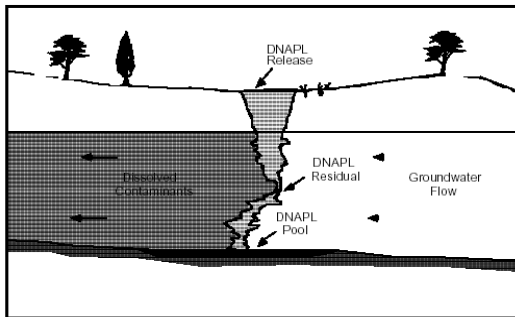 DNAPL
Release
Dissolved
Contaminants
DNAPL
Residual
Groundwater
Flow
DNAPL
Pool